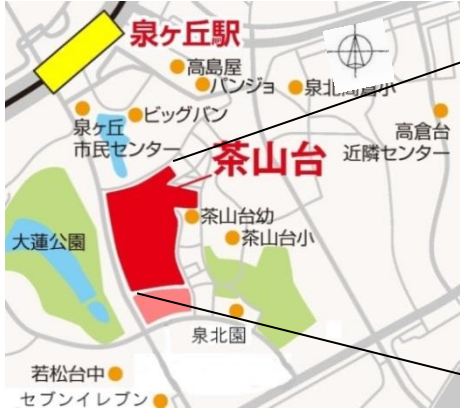 泉ヶ丘駅
高島屋
パンジョ
ビッグバン
泉ヶ丘
市民センター
高倉台
近隣センター
茶山台
茶山台幼
茶山台小
大蓮公園
泉北園
若松台中
セブンイレブン